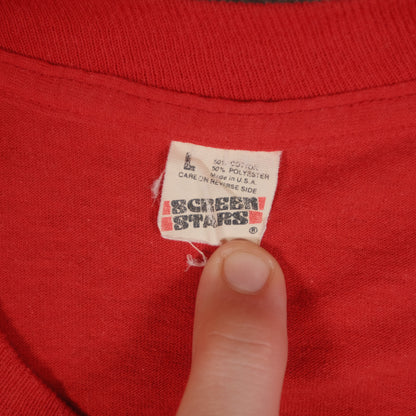 L
50% COTTON
50% POLYESTER
Made in U.S.A.
CARE ON REVERSE SIDE
SCREEN
STARS ®